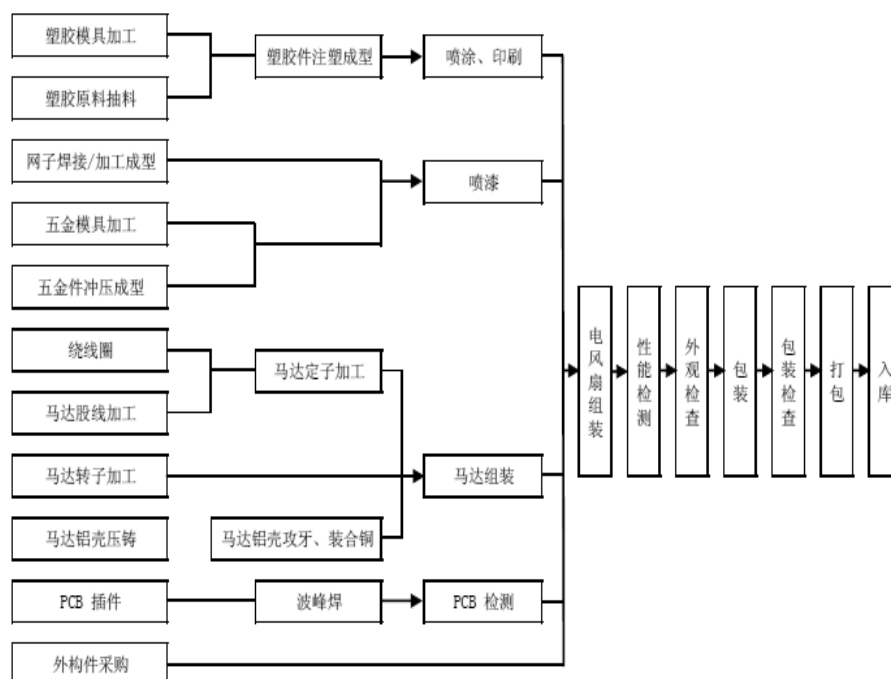 塑胶模具加工
塑胶件注塑成型
喷涂、印刷
塑胶原料抽料
网子焊接/加工成型
喷漆
五金模具加工
五金件冲压成型
绕线圈
马达定子加工
马达股线加工
马达转子加工
马达组装
马达铝壳压铸
马达铝壳攻牙、装合铜
PCB 插件
波峰焊
PCB 检测
外构件采购
电风扇组装
性能检测
外观检查
包装
包装检查
打包
入库